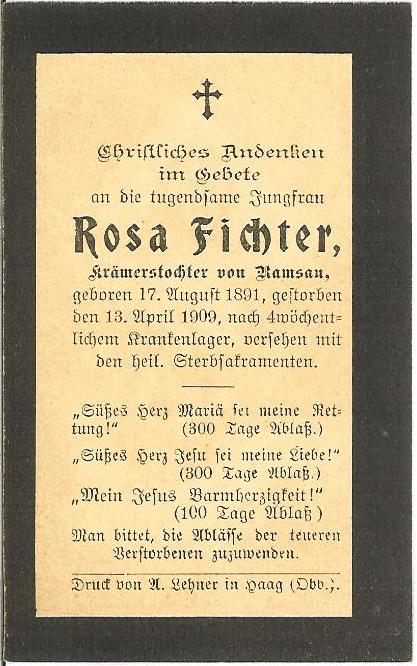 Christliches Andenken
im Gebete
an die tugendsame Jungfrau
Rosa Fichter,
Krämerstochter von Ramsau,
geboren 17. August 1891, gestorben
den 13. April 1909, nach 4wöchent-
lichem Krankenlager, versehen mit
den heil. Sterbsakramenten.
„Süßes Herz Mariä sei meine Ret-
tung!" (300 Tage Ablaß.)
„Süßes Herz Jesu sei meine Liebe!"
(300 Tage Ablaß.)
„Mein Jesus Barmherzigkeit!"
(100 Tage Ablaß)
Man bittet, die Ablässe der teueren
Verstorbenen zuzuwenden.
Druck von A. Lehner in Haag (Obb.).